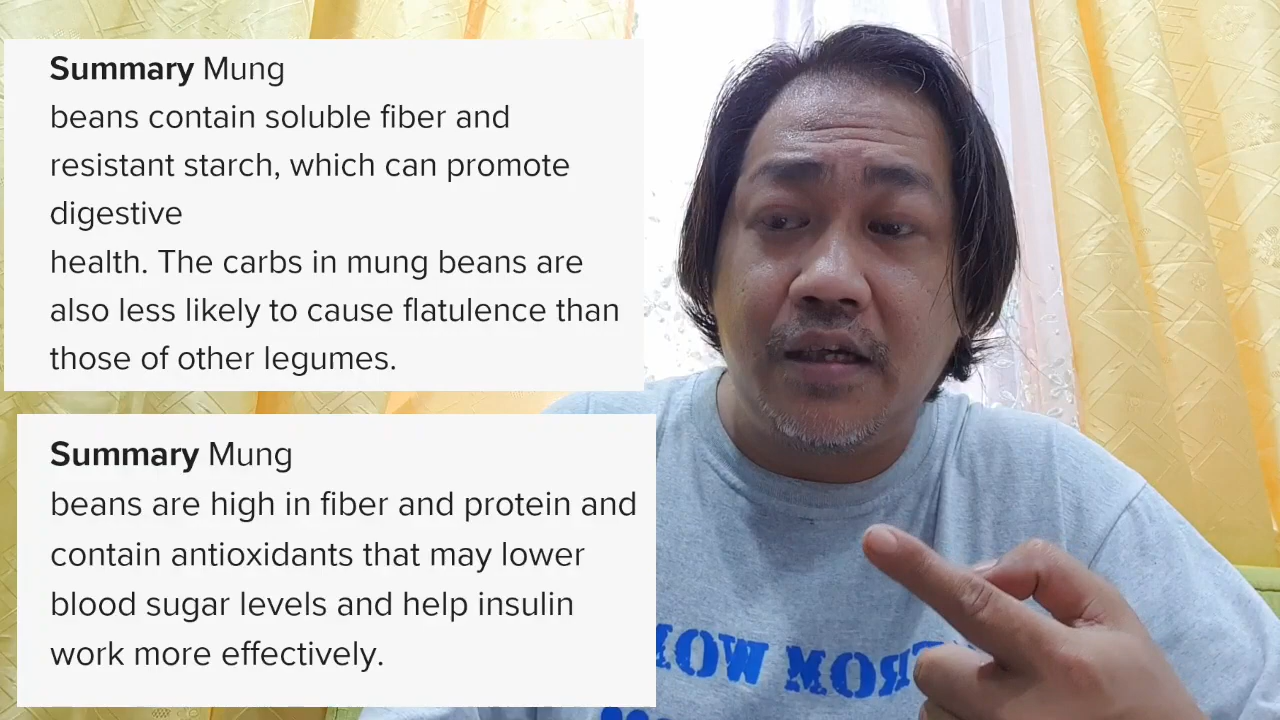 Summary Mung
beans contain soluble fiber and
resistant starch, which can promote
digestive
health. The carbs in mung beans are
also less likely to cause flatulence than
those of other legumes.
Summary Mung
beans are high in fiber and protein and
contain antioxidants that may lower
blood sugar levels and help insulin
work more effectively.